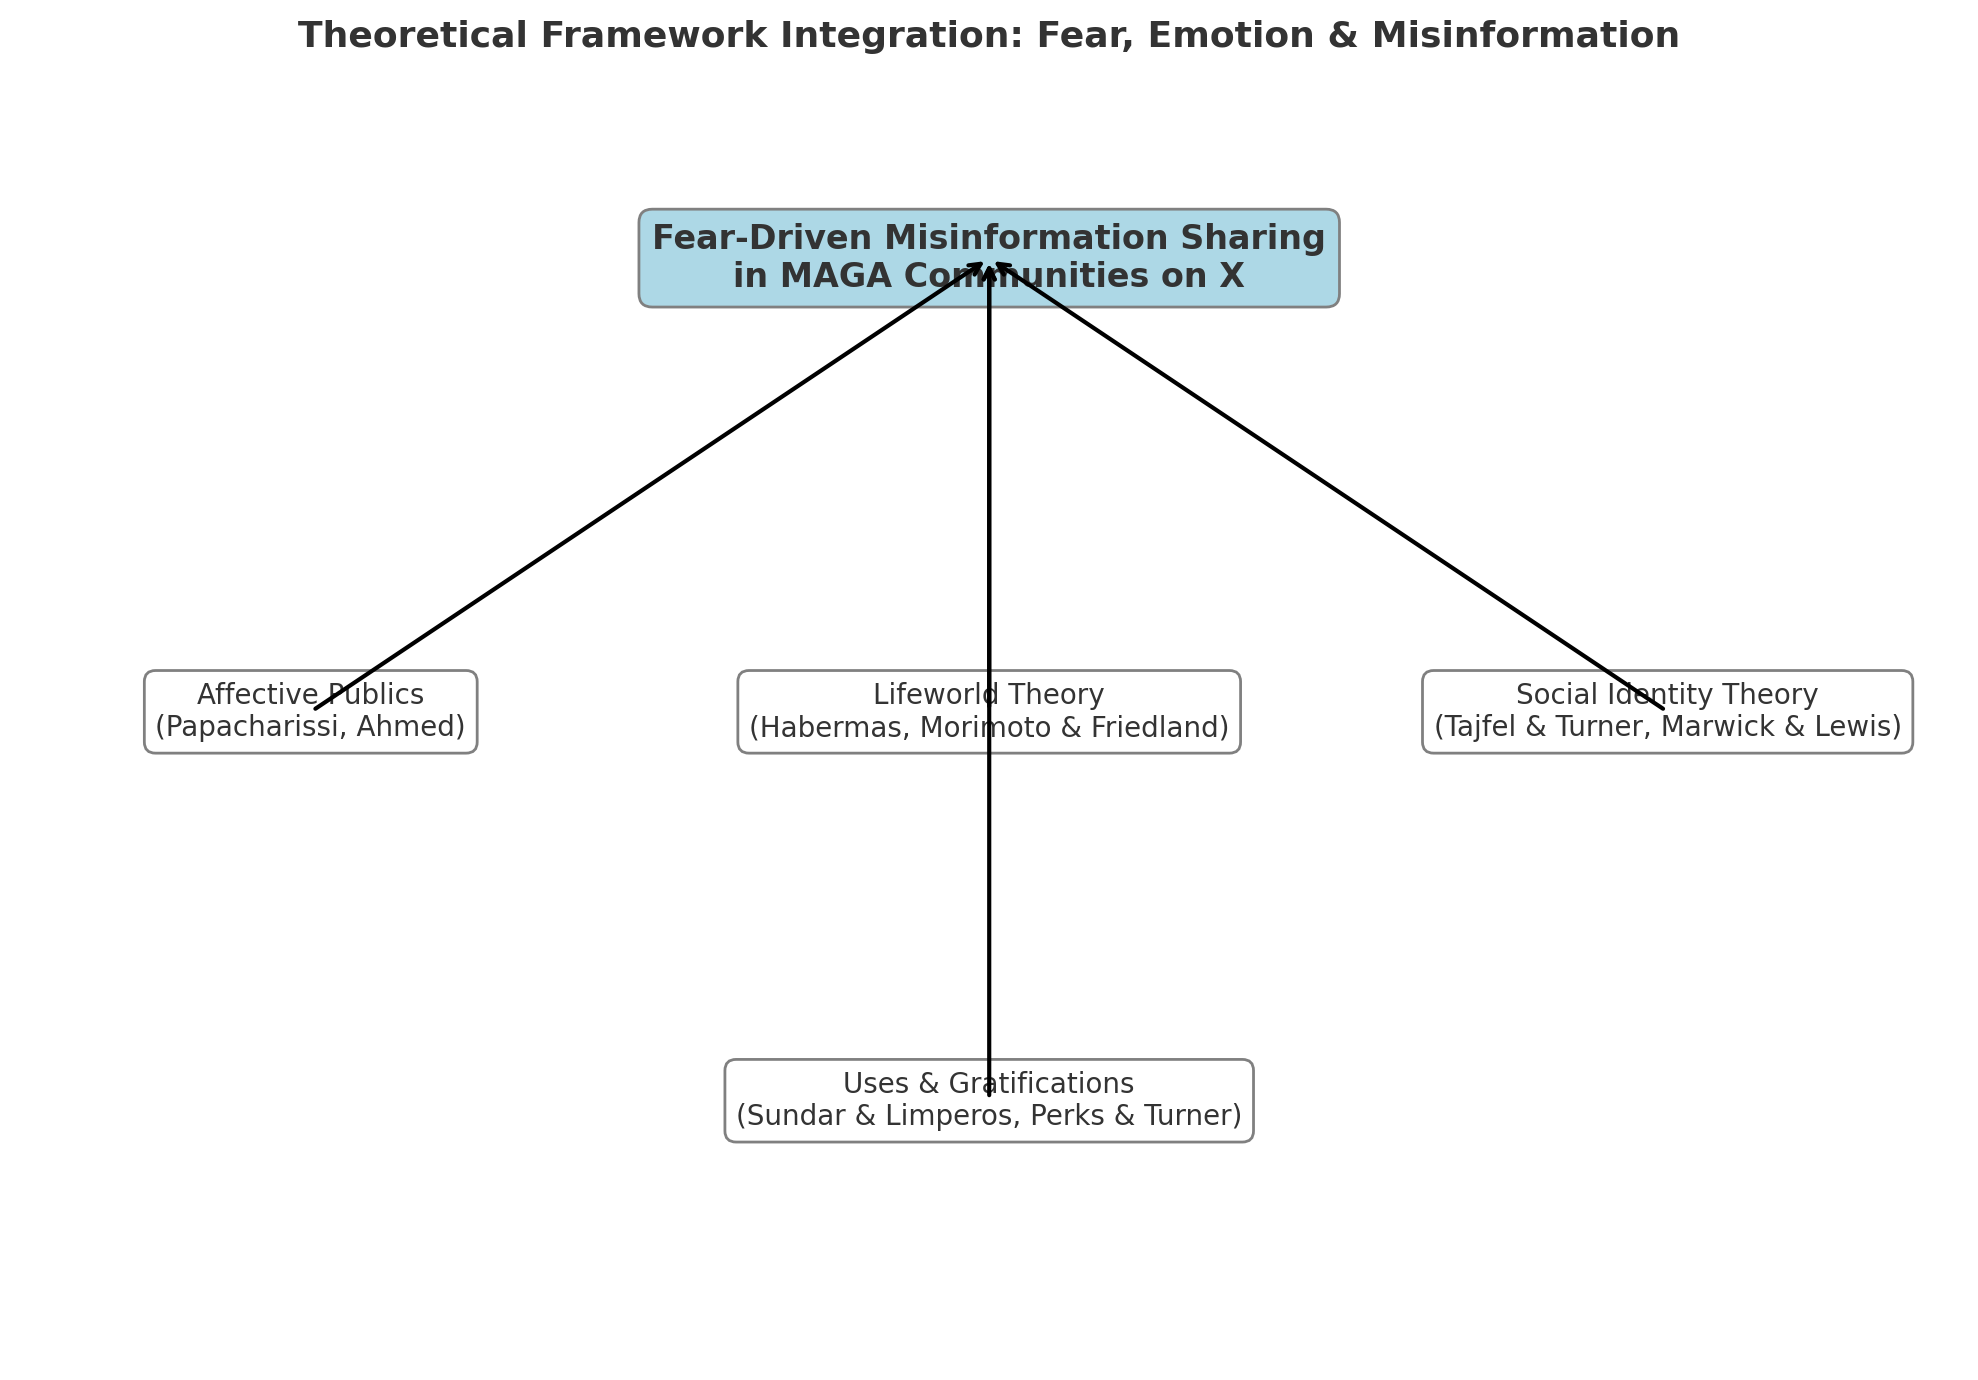 Theoretical Framework Integration: Fear, Emotion & Misinformation
Fear-Driven Misinformation Sharing
in MAGA Communities on X
Affective Publics
(Papacharissi, Ahmed)
Lifeworld Theory
(Habermas, Morimoto & Friedland)
Social Identity Theory
(Tajfel & Turner, Marwick & Lewis)
Uses & Gratifications
(Sundar & Limperos, Perks & Turner)